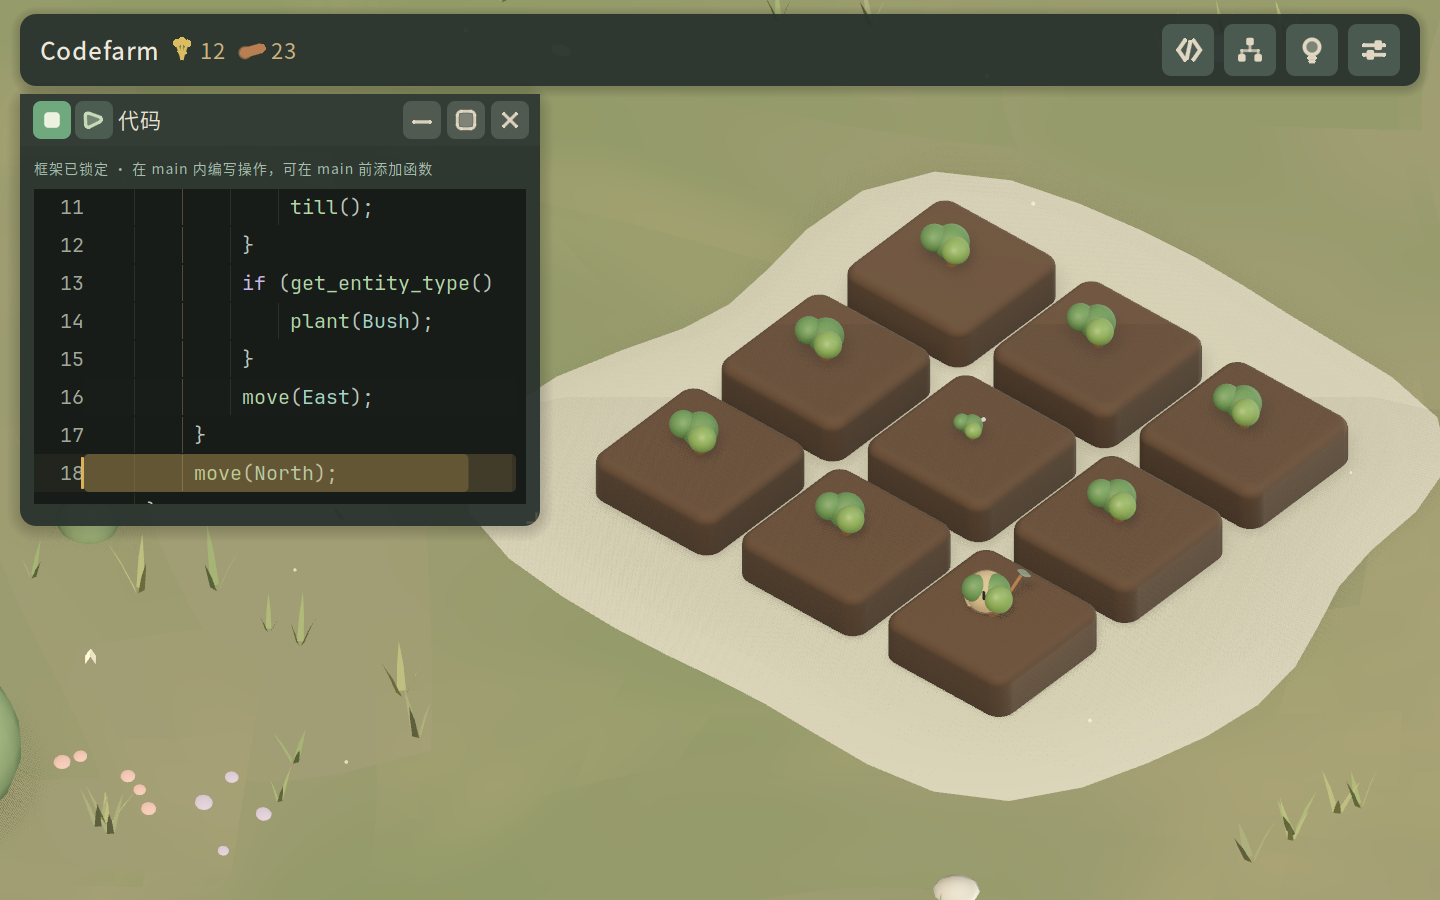 Codefarm 12 23
代码
框架已锁定 · 在 main 内编写操作，可在 main 前添加函数
11 till();
12 }
13 if (get_entity_type()
14 plant(Bush);
15 }
16 move(East);
17 }
18 move(North);